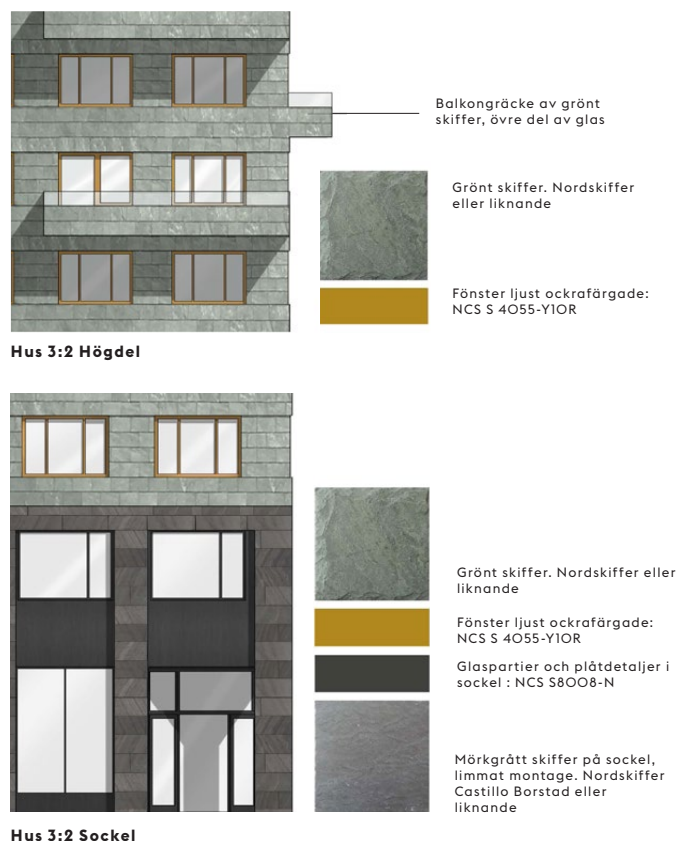 Balkongräcke av grönt
skiffer, övre del av glas
Grönt skiffer. Nordskiffer
eller liknande
Fönster ljust ockrafärgade:
NCS S 4055-Y10R
Hus 3:2 Högdel
Grönt skiffer. Nordskiffer eller
liknande
Fönster ljust ockrafärgade:
NCS S 4055-Y10R
Glaspartier och plåtdetaljer i
sockel : NCS S8008-N
Mörkgrått skiffer på sockel,
limmat montage. Nordskiffer
Castillo Borstad eller
liknande
Hus 3:2 Sockel